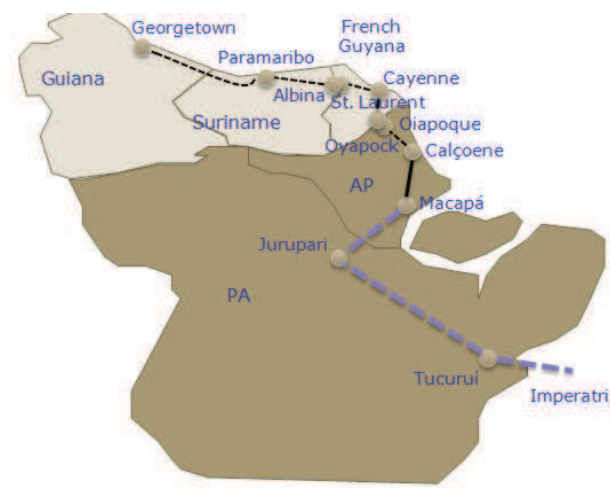 French
Guyana
Georgetown
Paramaribo
Guiana
Albina
Cayenne
St. Laurent
Suriname
Oiapoque
Oyapock
Calçoene
AP
Macapá
Jurupari
PA
Tucuruí
Imperatri